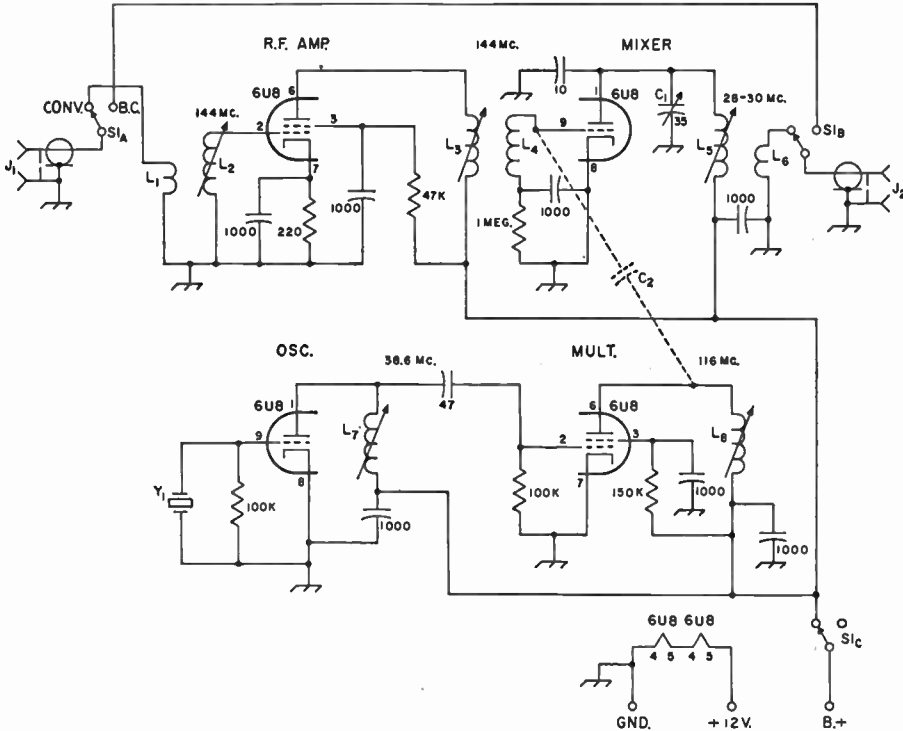 R.F. AMP.
144 MC.
MIXER
6U8
6
2
3
7
CONV.
B.C.
S1A
J1
144 MC.
L1
L2
1000
220
1000
47K
L3
10
6U8
1
9
8
C1
35
L4
1000
1 MEG.
28-30 MC.
L5
L6
1000
S1B
J2
C2
OSC.
38.6 MC.
MULT.
116 MC.
6U8
1
9
8
L7
47
6U8
6
2
3
7
L8
Y1
100K
1000
100K
150K
1000
1000
6U8 6U8
4 5 4 5
S1C
GND.
+12V.
B.+